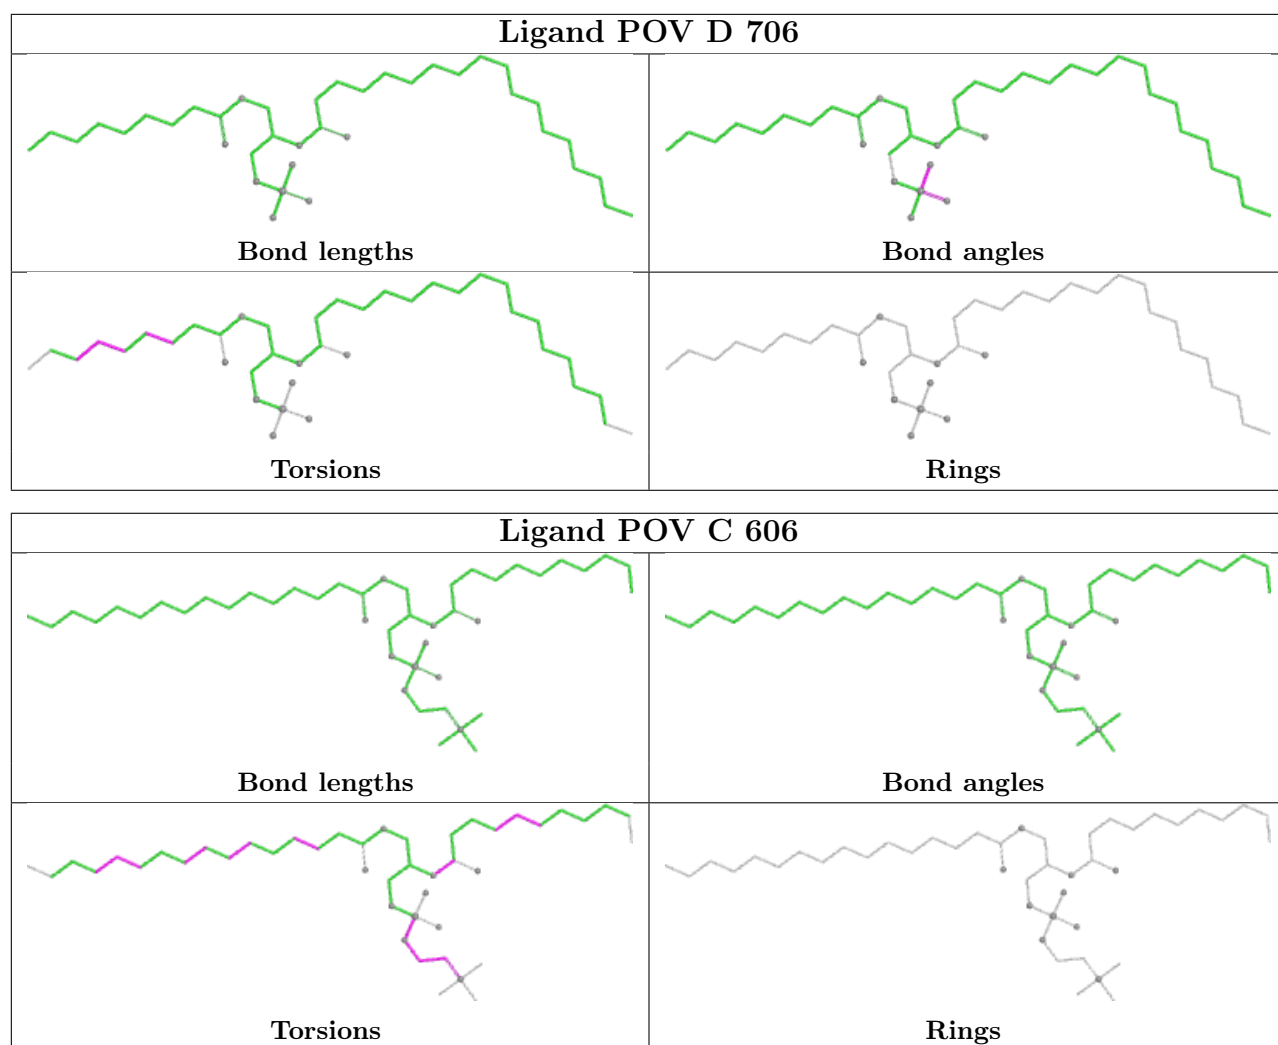 Ligand POV D 706
Bond lengths
Bond angles
Torsions
Rings
Ligand POV C 606
Bond lengths
Bond angles
Torsions
Rings